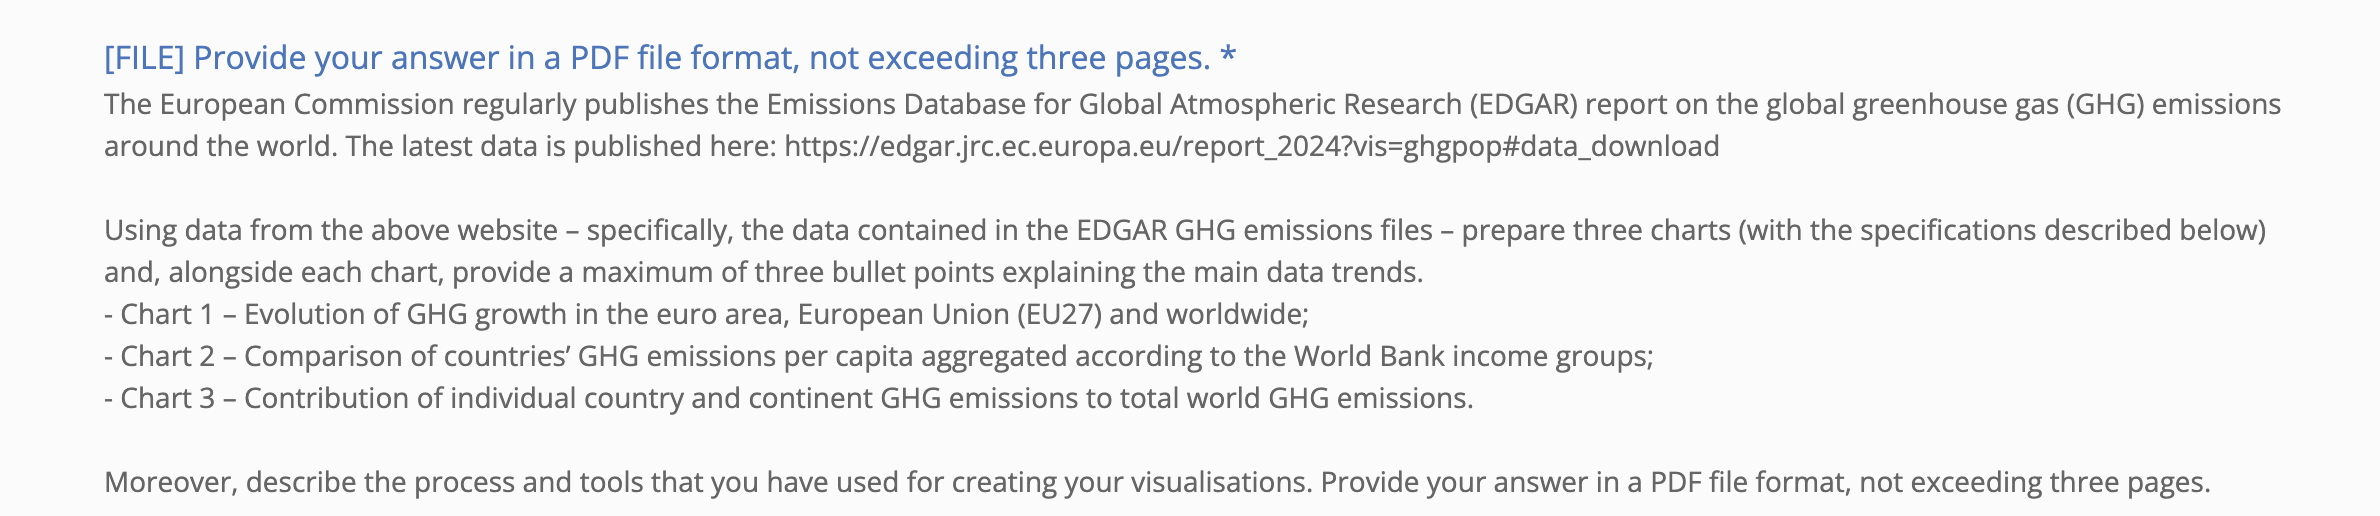 [FILE] Provide your answer in a PDF file format, not exceeding three pages. *
The European Commission regularly publishes the Emissions Database for Global Atmospheric Research (EDGAR) report on the global greenhouse gas (GHG) emissions
around the world. The latest data is published here: https://edgar.jrc.ec.europa.eu/report_2024?vis=ghgpop#data_download
Using data from the above website – specifically, the data contained in the EDGAR GHG emissions files – prepare three charts (with the specifications described below)
and, alongside each chart, provide a maximum of three bullet points explaining the main data trends.
- Chart 1 – Evolution of GHG growth in the euro area, European Union (EU27) and worldwide;
- Chart 2 – Comparison of countries’ GHG emissions per capita aggregated according to the World Bank income groups;
- Chart 3 – Contribution of individual country and continent GHG emissions to total world GHG emissions.
Moreover, describe the process and tools that you have used for creating your visualisations. Provide your answer in a PDF file format, not exceeding three pages.